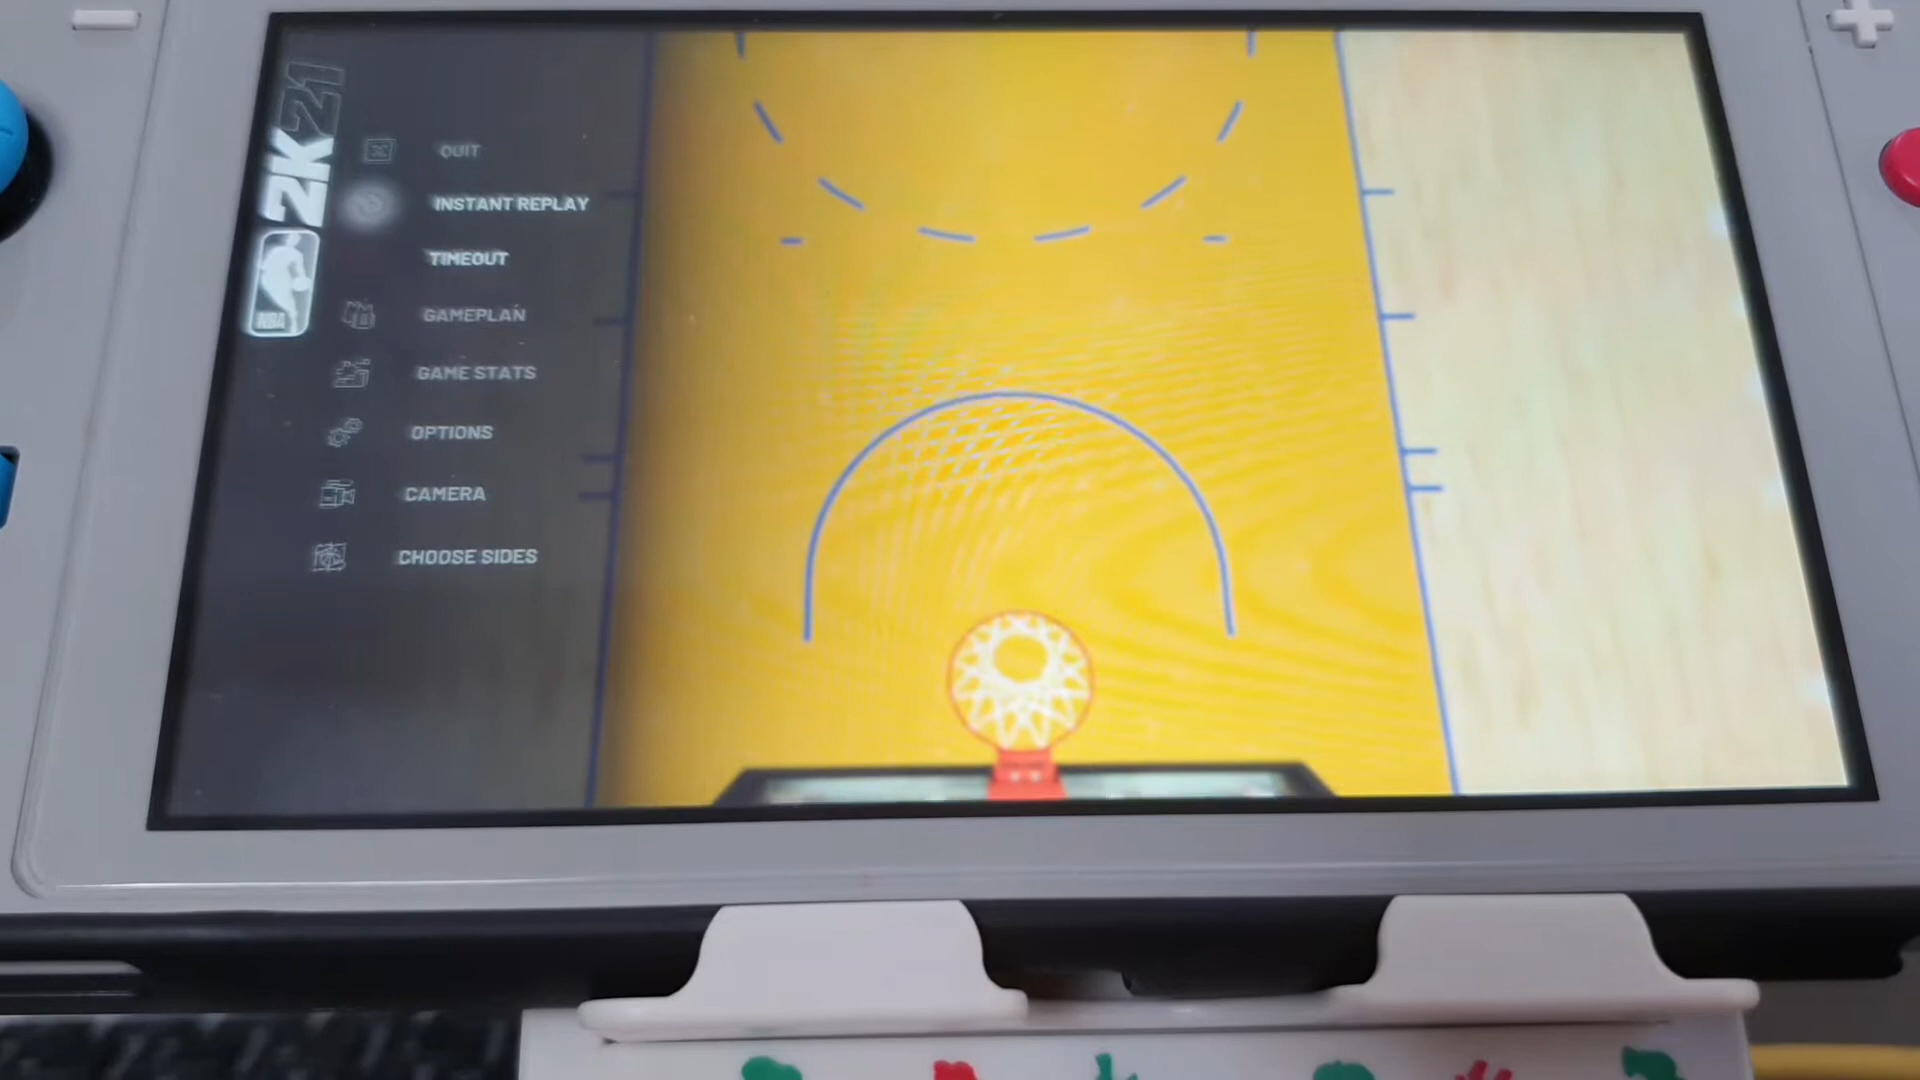 2K21
NBA
QUIT
INSTANT REPLAY
TIMEOUT
GAMEPLAN
GAME STATS
OPTIONS
CAMERA
CHOOSE SIDES